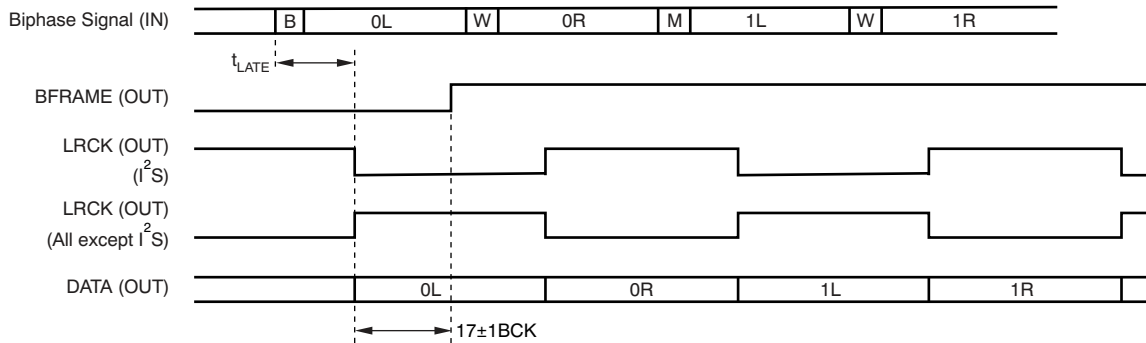 Biphase Signal (IN) B 0L W 0R M 1L W 1R
tLATE
BFRAME (OUT)
LRCK (OUT)
(I2S)
LRCK (OUT)
(All except I2S)
DATA (OUT) 0L 0R 1L 1R
17±1BCK